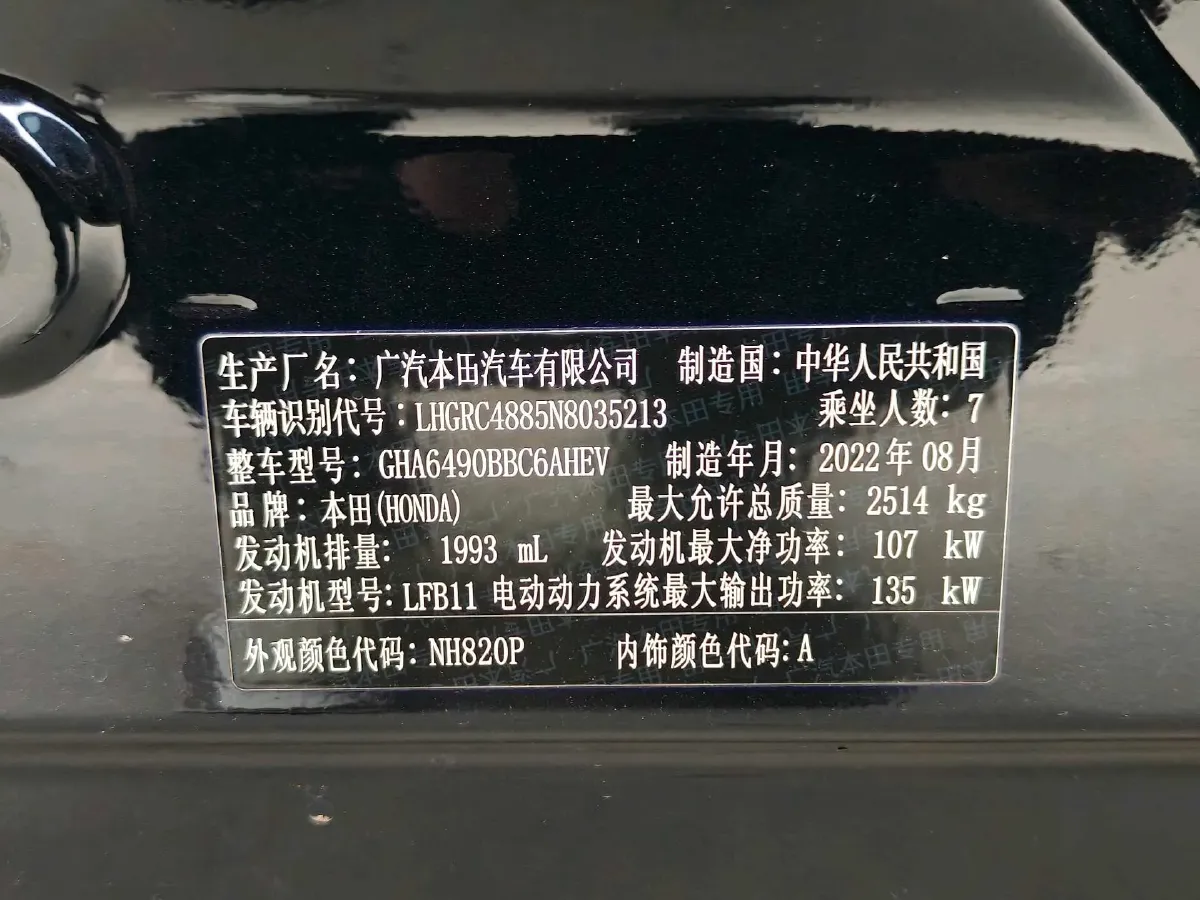 生产厂名：广汽本田汽车有限公司 制造国：中华人民共和国
车辆识别代号：LHGRC4885N8035213 乘坐人数：7
整车型号：GHA6490BBC6AHEV 制造年月：2022年08月
品牌：本田(HONDA) 最大允许总质量：2514 kg
发动机排量： 1993 mL 发动机最大净功率：107 kW
发动机型号：LFB11 电动动力系统最大输出功率：135 kW
外观颜色代码：NH820P 内饰颜色代码：A